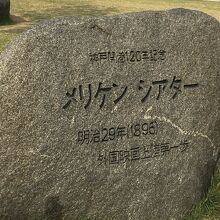 神戸開港120年記念
メリケン シアター
明治29年(1896)
外国映画上陸第一歩